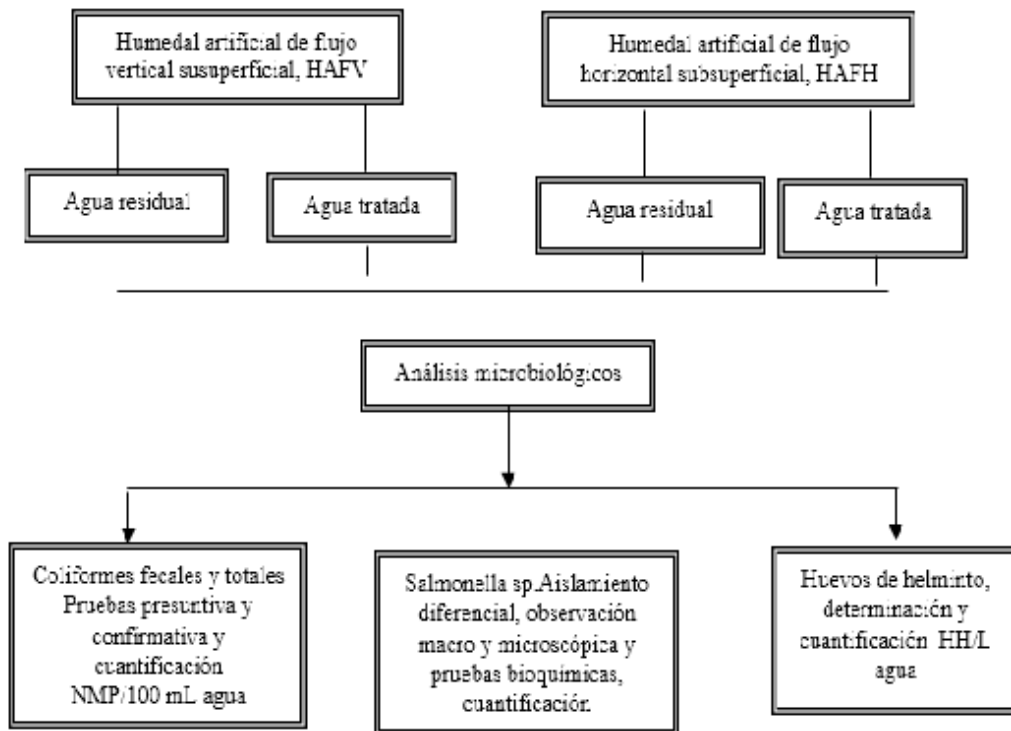 Humedal artificial de flujo
vertical susuperficial, HAFV
Humedal artificial de flujo
horizontal subsuperficial, HAFH
Agua residual
Agua tratada
Agua residual
Agua tratada
Análisis microbiológicos
Coliformes fecales y totales
Pruebas presuntiva y
confirmativa y
cuantificación
NMP/100 mL agua
Salmonella sp.Aislamiento
diferencial, observación
macro y microscópica y
pruebas bioquímicas,
cuantificación.
Huevos de helminto,
determinación y
cuantificación HH/L
agua